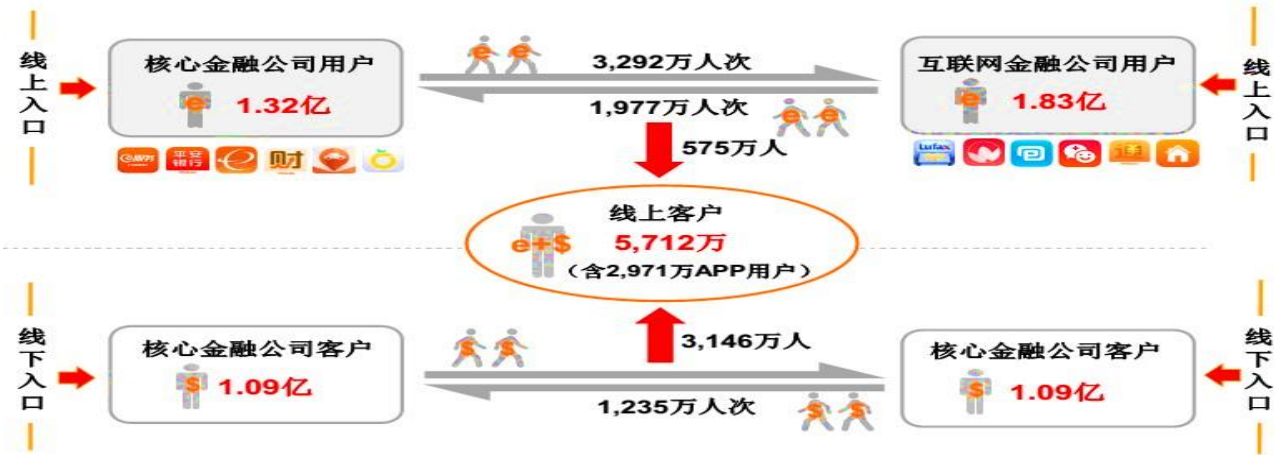 线上入口
核心金融公司用户
e 1.32亿
e e
3,292万人次
1,977万人次
e e
575万人
互联网金融公司用户
e 1.83亿
线上入口
平安银行
财
Lufax
线上客户
e+$ 5,712万
（含2,971万APP用户）
线下入口
核心金融公司客户
$ 1.09亿
$ $
3,146万人
1,235万人次
$ $
核心金融公司客户
$ 1.09亿
线下入口